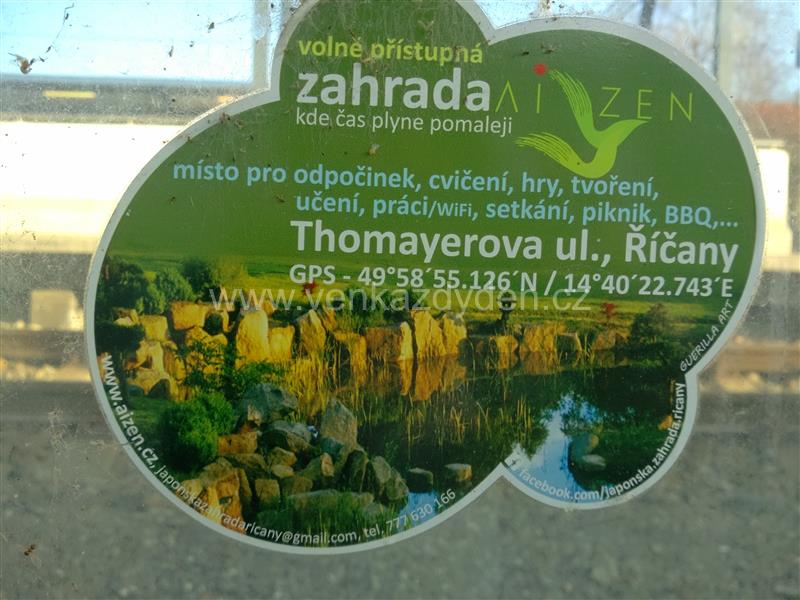 volně přístupná
zahrada AiZEN
kde čas plyne pomaleji
místo pro odpočinek, cvičení, hry, tvoření,
učení, práci/WiFi, setkání, piknik, BBQ,...
Thomayerova ul., Říčany
GPS - 49°58´55.126´N / 14°40´22.743´E
www.venkazdyden.cz
GUERILLA ART
www.aizen.cz, japonskazahradaricany@gmail.com, tel. 777 630 166
facebook.com/japonska.zahrada.ricany